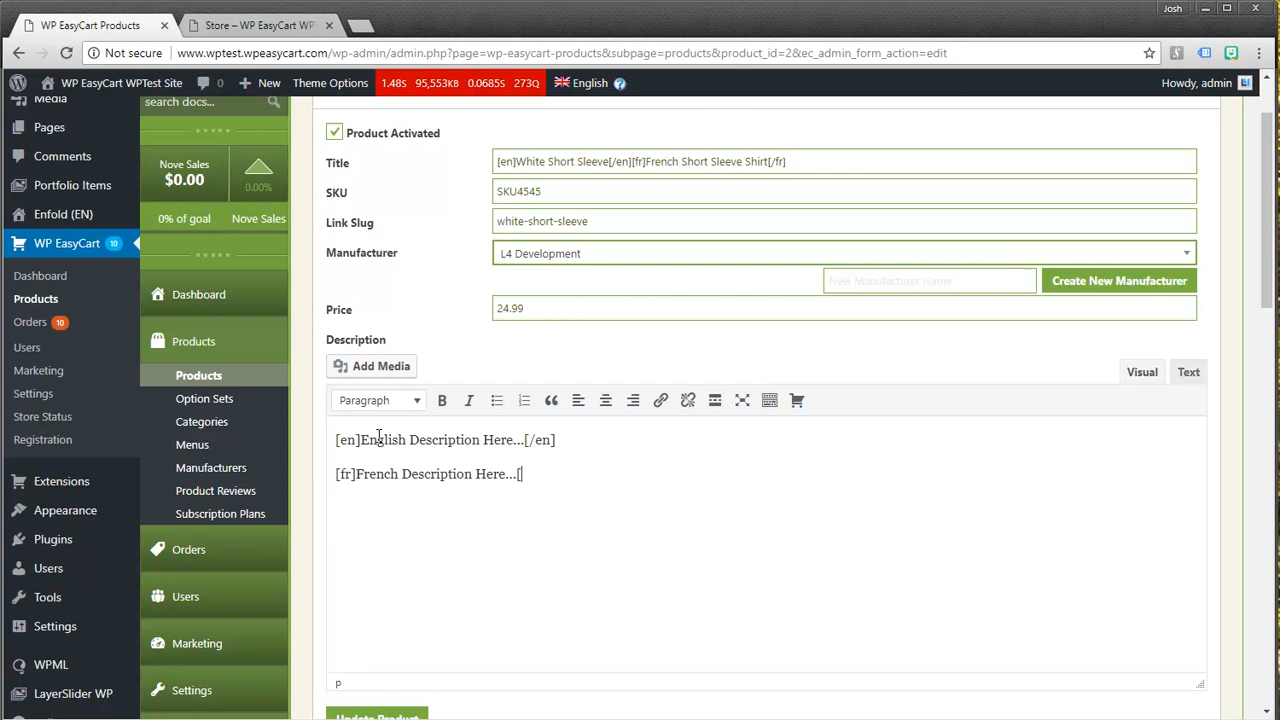 Josh
WP EasyCart Products
Store – EasyCart WPT
Not secure
www.wptest.wpeasycart.com/wp-admin/admin.php?page=wp-easycart-products&subpage=products&product_id=2&ec_admin_form_action=edit
WP EasyCart WPTest Site
0
New
Theme Options
1.48S 95,553KB 0.0685S 273Q
English
Howdy, admin
Media
Pages
Comments
Portfolio Items
Enfold (EN)
WP EasyCart 10
Dashboard
Products
Orders 10
Users
Marketing
Settings
Store Status
Registration
Extensions
Appearance
Plugins
Users
Tools
Settings
WPML
LayerSlider WP
search docs...
Nove Sales
$0.00
0.00%
0% of goal
Nove Sales
Dashboard
Products
Products
Option Sets
Categories
Menus
Manufacturers
Product Reviews
Subscription Plans
Orders
Users
Marketing
Settings
Product Activated
Title
[en]White Short Sleeve[/en][fr]French Short Sleeve Shirt[/fr]
SKU
SKU4545
Link Slug
white-short-sleeve
Manufacturer
L4 Development
New Manufacturer Name
Create New Manufacturer
Price
24.99
Description
Add Media
Visual
Text
Paragraph
B
I
[en]English Description Here...[/en]
[fr]French Description Here...[
p
Update Product